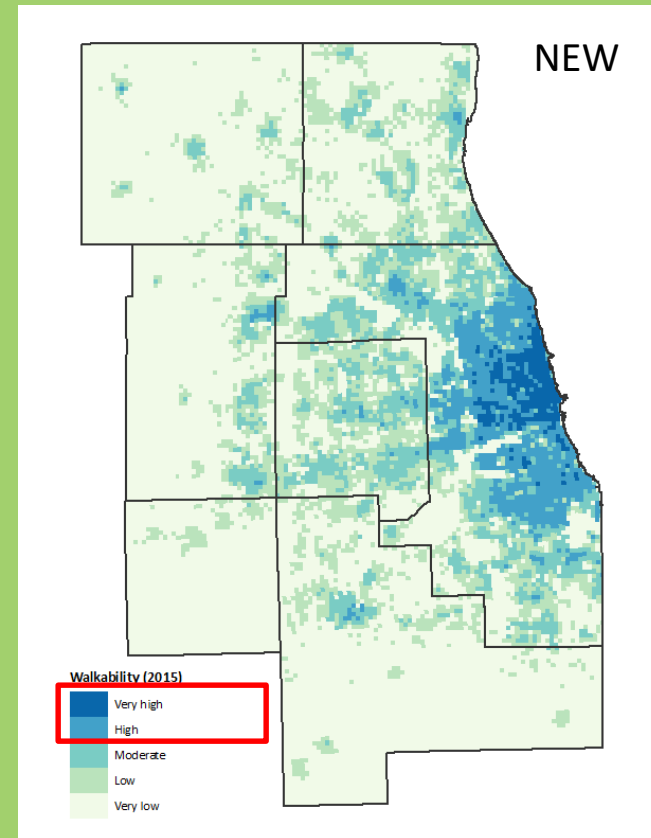 NEW
Walkability (2015)
Very high
High
Moderate
Low
Very low